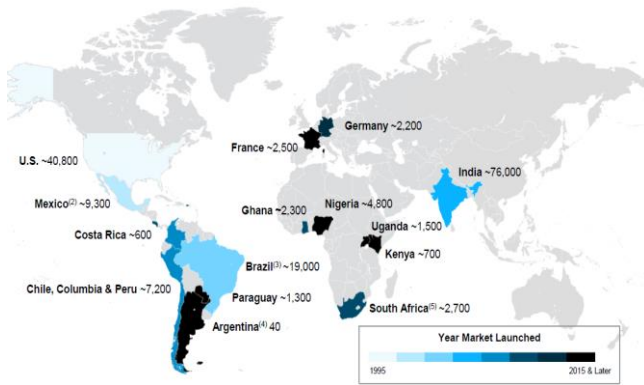 Germany ~2,200
France ~2,500
U.S. ~40,800
India ~76,000
Mexico(2) ~9,300
Nigeria ~4,800
Ghana ~2,300
Uganda ~1,500
Costa Rica ~600
Kenya ~700
Brazil(3) ~19,000
Chile, Columbia & Peru ~7,200
Paraguay ~1,300
South Africa(5) ~2,700
Argentina(4) 40
Year Market Launched
1995 2015 & Later